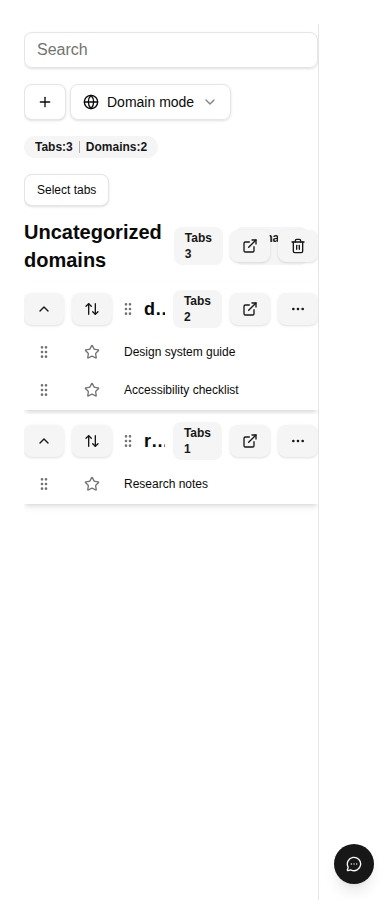 Search
Domain mode
Tabs:3 Domains:2
Select tabs
Uncategorized
domains
Tabs
3
d..
Tabs
2
Design system guide
Accessibility checklist
r...
Tabs
1
Research notes